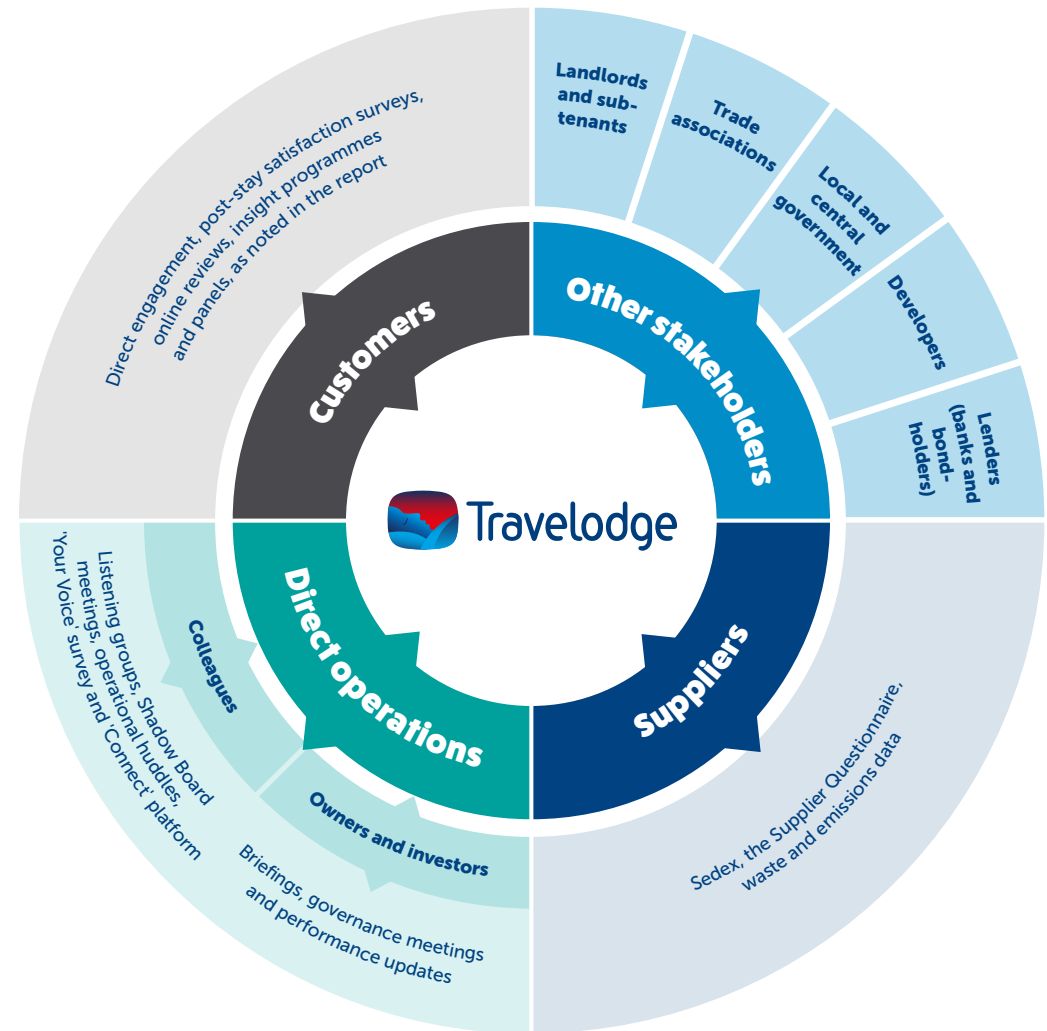 Direct engagement, post-stay satisfaction surveys,
online reviews, insight programmes
and panels, as noted in the report
Customers
Landlords
and sub-
tenants
Trade
associations
Local and
central
government
Developers
Lenders
(banks and
bond-
holders)
Other stakeholders
Travelodge
Direct operations
Colleagues
Listening groups, Shadow Board
meetings, operational huddles,
'Your Voice' survey and 'Connect' platform
Owners and investors
Briefings, governance meetings
and performance updates
Suppliers
Sedex, the Supplier Questionnaire,
waste and emissions data